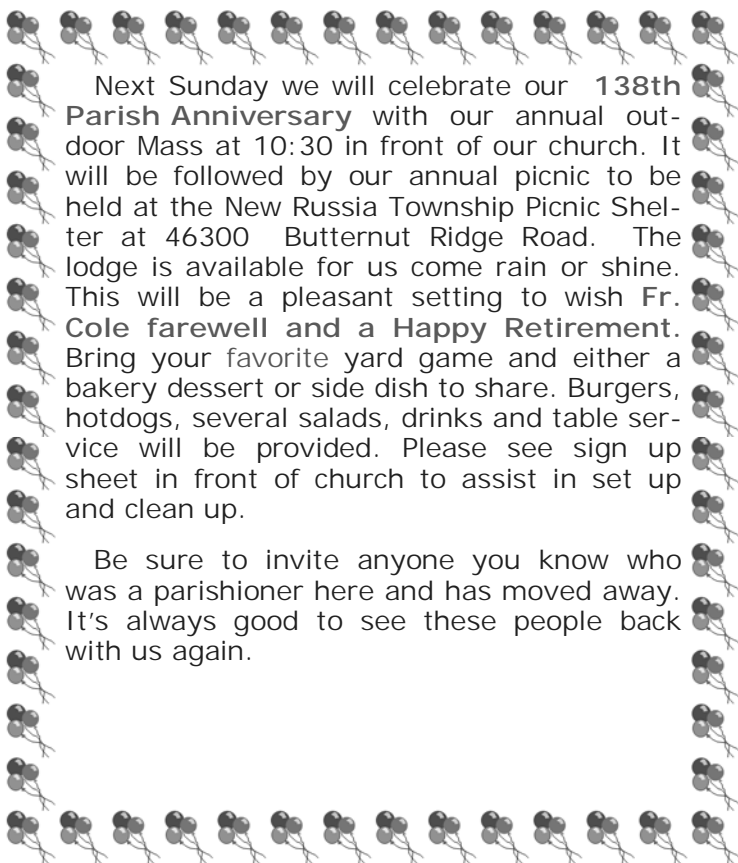 Next Sunday we will celebrate our 138th
Parish Anniversary with our annual out-
door Mass at 10:30 in front of our church. It
will be followed by our annual picnic to be
held at the New Russia Township Picnic Shel-
ter at 46300 Butternut Ridge Road. The
lodge is available for us come rain or shine.
This will be a pleasant setting to wish Fr.
Cole farewell and a Happy Retirement.
Bring your favorite yard game and either a
bakery dessert or side dish to share. Burgers,
hotdogs, several salads, drinks and table ser-
vice will be provided. Please see sign up
sheet in front of church to assist in set up
and clean up.
Be sure to invite anyone you know who
was a parishioner here and has moved away.
It's always good to see these people back
with us again.